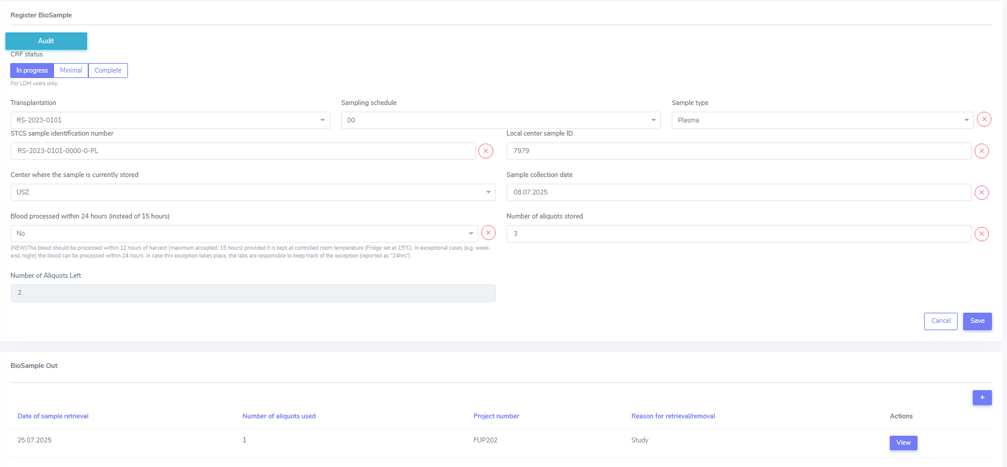 Register BioSample
Audit
CRF status
In progress Minimal Complete
For LDM users only.
Transplantation Sampling schedule Sample type
RS-2023-0101 00 Plasma
STCS sample identification number Local center sample ID
RS-2023-0101-0000-0-PL 7979
Center where the sample is currently stored Sample collection date
USZ 08.07.2025
Blood processed within 24 hours (instead of 15 hours) Number of aliquots stored
No 3
(NEW)The blood should be processed within 12 hours of harvest (maximum accepted: 15 hours) provided it is kept at controlled room temperature (Fridge set at 15°C). In exceptional cases (e.g. week-
end, night) the blood can be processed within 24 hours. In case this exception takes place, the labs are responsible to keep track of the exception (reported as "24hrs")
Number of Aliquots Left
2
Cancel Save
BioSample Out
+
Date of sample retrieval Number of aliquots used Project number Reason for retrieval/removal Actions
25.07.2025 1 FUP202 Study View